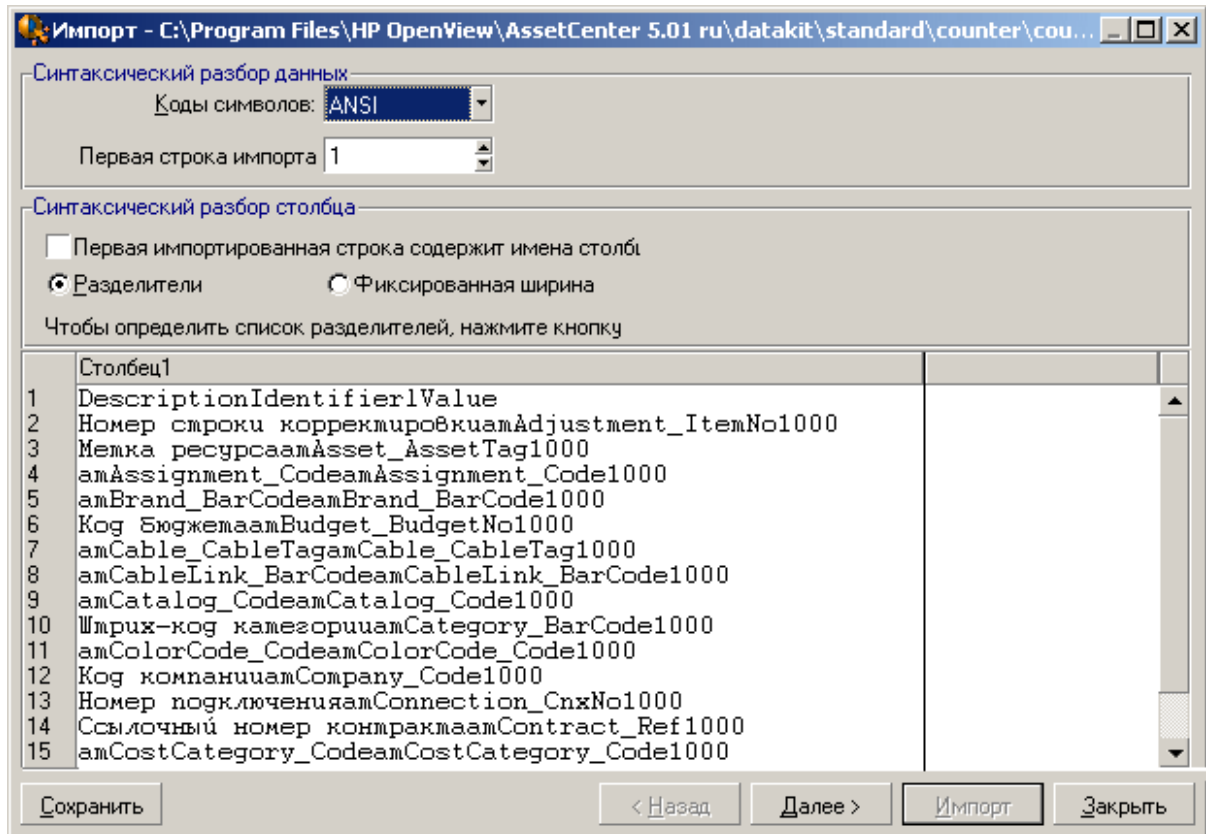 Импорт - C:\Program Files\HP OpenView\AssetCenter 5.01 ru\datakit\standard\counter\cou...
Синтаксический разбор данных
Коды символов: ANSI
Первая строка импорта 1
Синтаксический разбор столбца
Первая импортированная строка содержит имена столбц
Разделители Фиксированная ширина
Чтобы определить список разделителей, нажмите кнопку
Столбец1
1 DescriptionIdentifierlValue
2 Номер строки корректировкиamAdjustment_ItemNo1000
3 Метка ресурсаamAsset_AssetTag1000
4 amAssignment_CodeamAssignment_Code1000
5 amBrand_BarCodeamBrand_BarCode1000
6 Код бюджетаamBudget_BudgetNo1000
7 amCable_CableTagamCable_CableTag1000
8 amCableLink_BarCodeamCableLink_BarCode1000
9 amCatalog_CodeamCatalog_Code1000
10 Штрих-код категорииamCategory_BarCode1000
11 amColorCode_CodeamColorCode_Code1000
12 Код компанииamCompany_Code1000
13 Номер подключенияamConnection_CnxNo1000
14 Ссылочный номер контрактаamContract_Ref1000
15 amCostCategory_CodeamCostCategory_Code1000
Сохранить < Назад Далее > Импорт Закрыть